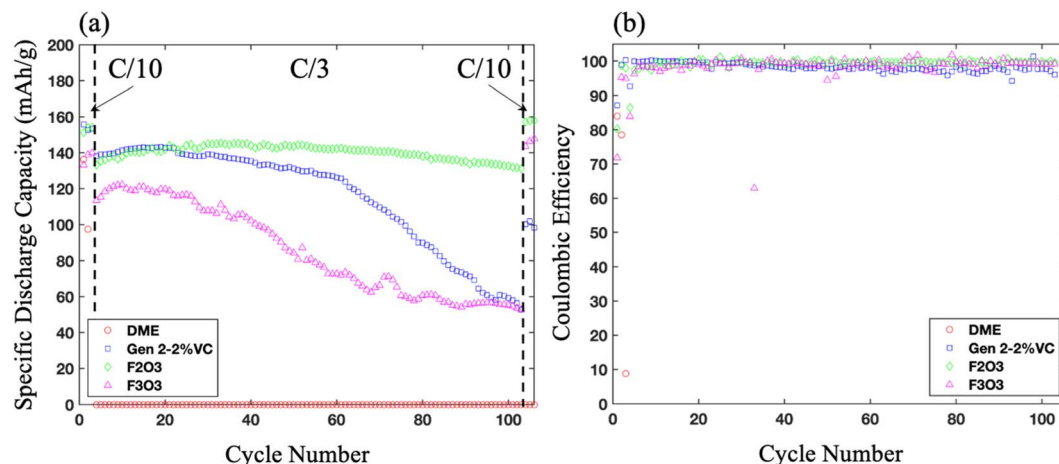 (a)
(b)
C/10
C/3
C/10
Specific Discharge Capacity (mAh/g)
200
180
160
140
120
100
80
60
40
20
0
DME
Gen 2-2%VC
F2O3
F3O3
0
20
40
60
80
100
Cycle Number
Coulombic Efficiency
100
90
80
70
60
50
40
30
20
10
0
DME
Gen 2-2%VC
F2O3
F3O3
0
20
40
60
80
100
Cycle Number